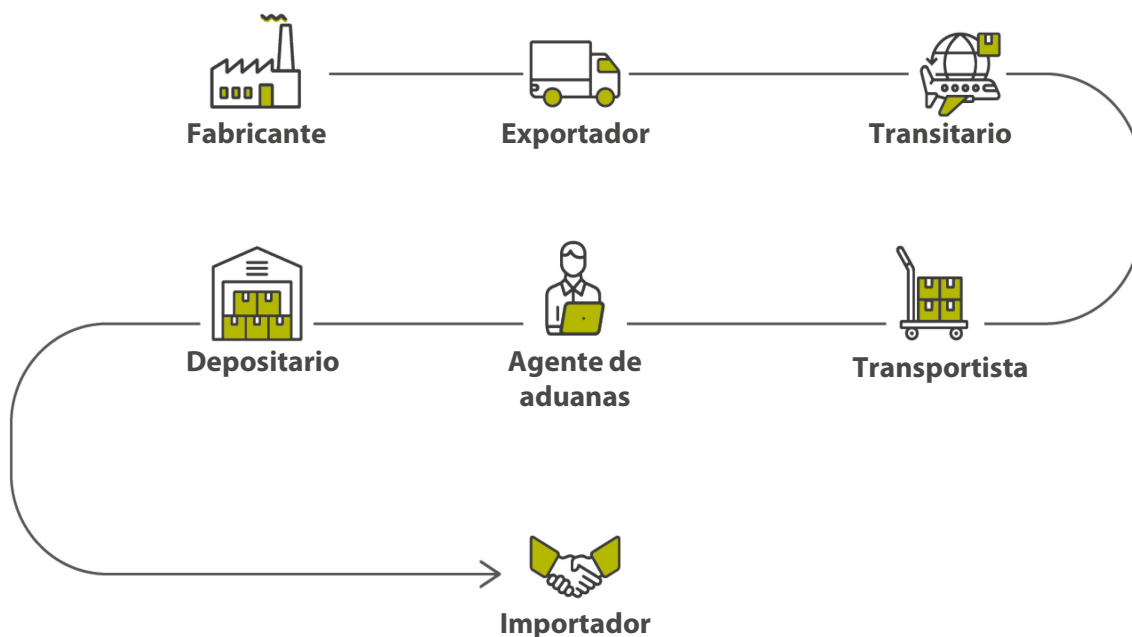 Fabricante
Exportador
Transitario
Depositario
Agente de
aduanas
Transportista
Importador